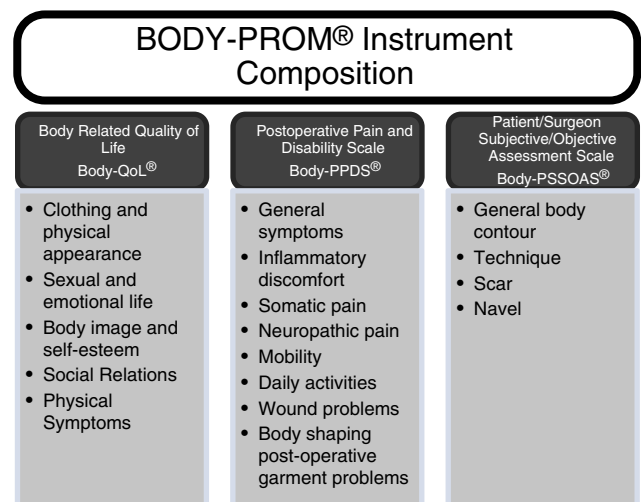 BODY-PROM® Instrument
Composition
Body Related Quality of
Life
Body-QoL®
• Clothing and
physical
appearance
• Sexual and
emotional life
• Body image and
self-esteem
• Social Relations
• Physical
Symptoms
Postoperative Pain and
Disability Scale
Body-PPDS®
• General
symptoms
• Inflammatory
discomfort
• Somatic pain
• Neuropathic pain
• Mobility
• Daily activities
• Wound problems
• Body shaping
post-operative
garment problems
Patient/Surgeon
Subjective/Objective
Assessment Scale
Body-PSSOAS®
• General body
contour
• Technique
• Scar
• Navel